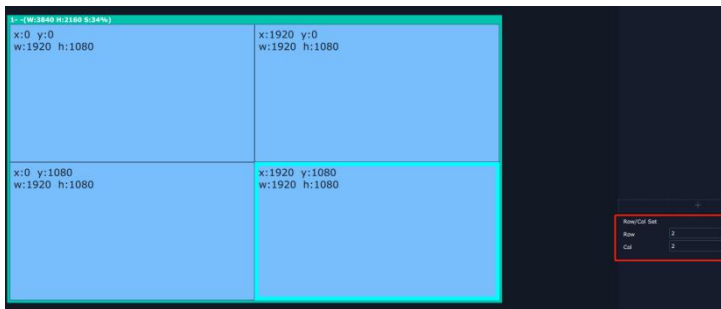 1- -(W:3840 H:2160 S:34%)
x:0 y:0
w:1920 h:1080
x:1920 y:0
w:1920 h:1080
x:0 y:1080
w:1920 h:1080
x:1920 y:1080
w:1920 h:1080
+
Row/Col Set
Row 2
Col 2